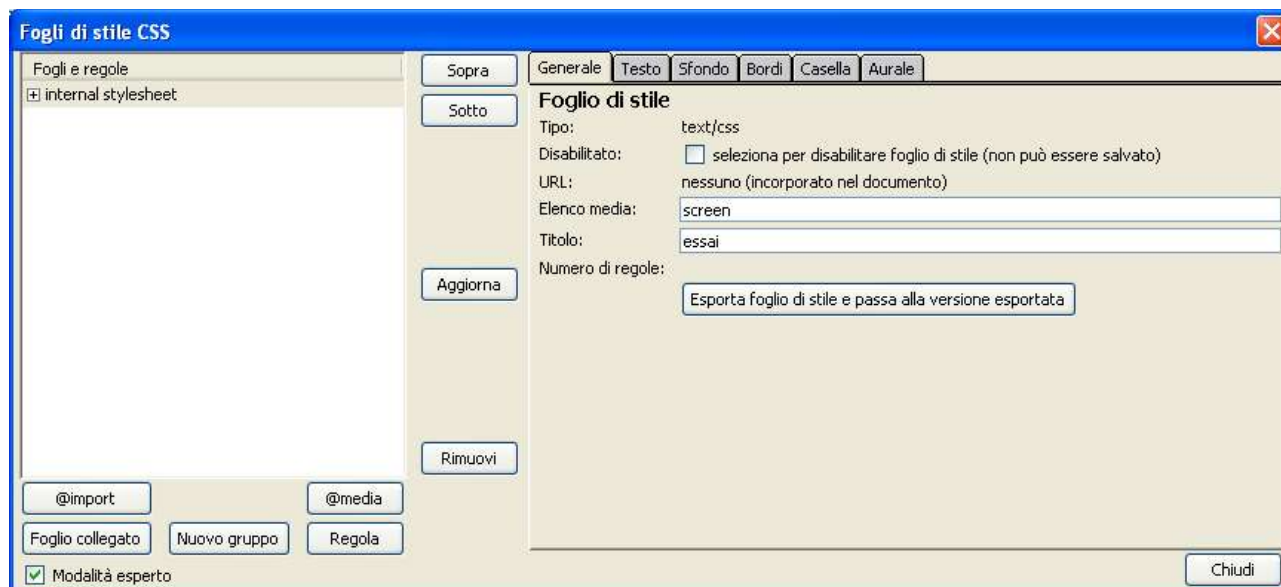 Fogli di stile CSS
Fogli e regole
internal stylesheet
Sopra
Sotto
Aggiorna
Rimuovi
@import
@media
Foglio collegato
Nuovo gruppo
Regola
Modalità esperto
Generale Testo Sfondo Bordi Casella Aurale
Foglio di stile
Tipo: text/css
Disabilitato: seleziona per disabilitare foglio di stile (non può essere salvato)
URL: nessuno (incorporato nel documento)
Elenco media: screen
Titolo: essai
Numero di regole:
Esporta foglio di stile e passa alla versione esportata
Chiudi